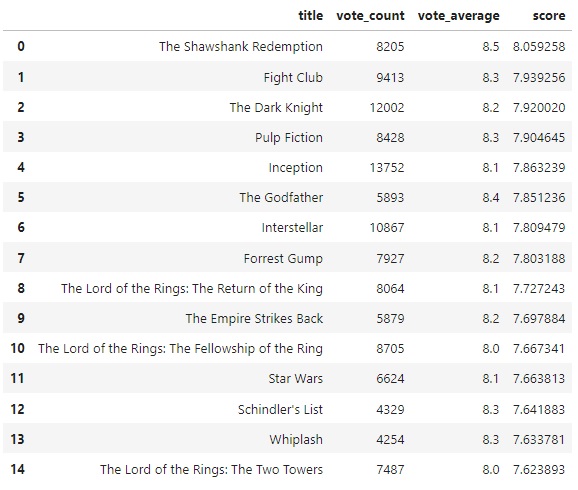 title vote_count vote_average score
0 The Shawshank Redemption 8205 8.5 8.059258
1 Fight Club 9413 8.3 7.939256
2 The Dark Knight 12002 8.2 7.920020
3 Pulp Fiction 8428 8.3 7.904645
4 Inception 13752 8.1 7.863239
5 The Godfather 5893 8.4 7.851236
6 Interstellar 10867 8.1 7.809479
7 Forrest Gump 7927 8.2 7.803188
8 The Lord of the Rings: The Return of the King 8064 8.1 7.727243
9 The Empire Strikes Back 5879 8.2 7.697884
10 The Lord of the Rings: The Fellowship of the Ring 8705 8.0 7.667341
11 Star Wars 6624 8.1 7.663813
12 Schindler's List 4329 8.3 7.641883
13 Whiplash 4254 8.3 7.633781
14 The Lord of the Rings: The Two Towers 7487 8.0 7.623893